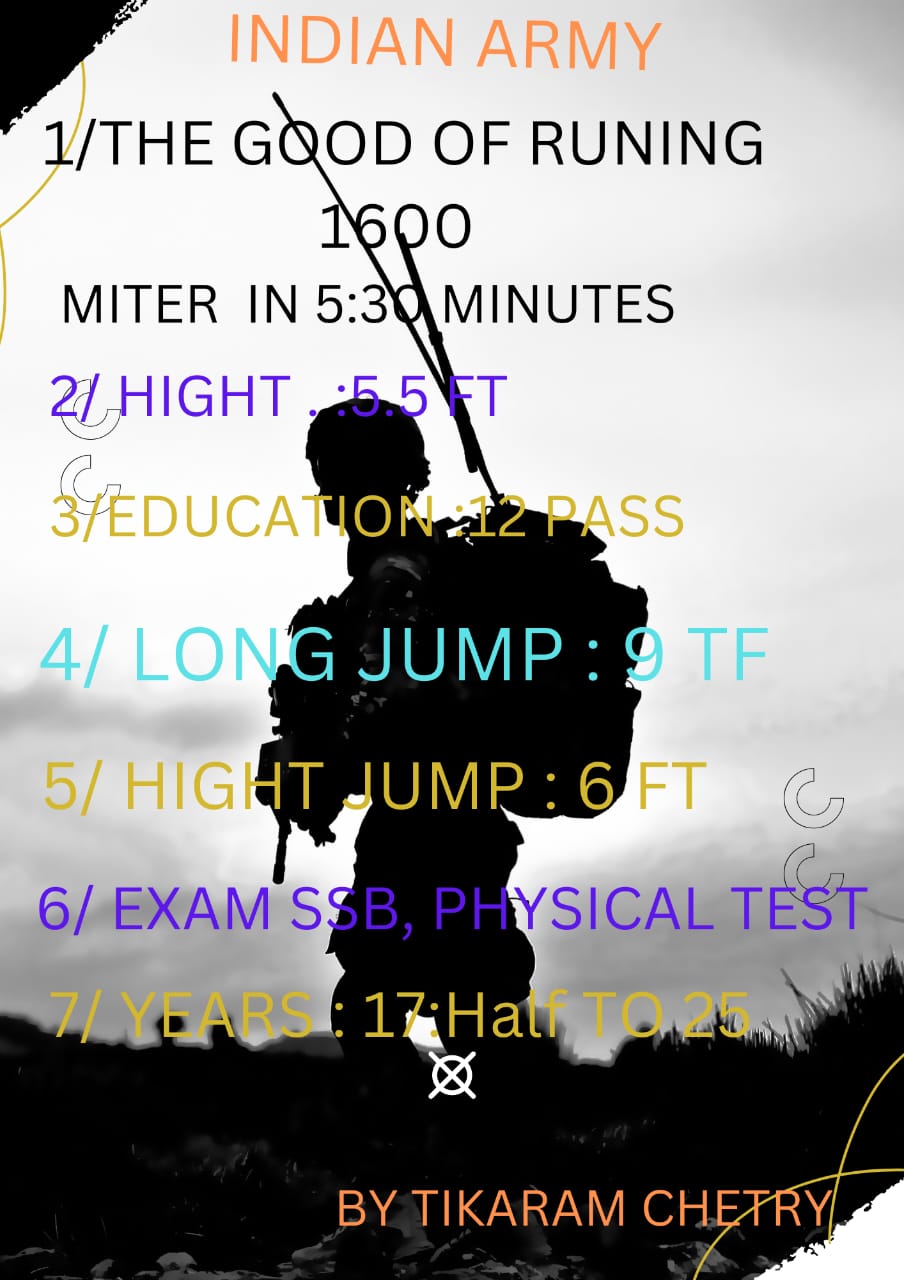 INDIAN ARMY
1/THE GOOD OF RUNING
1600
MITER IN 5:30 MINUTES
2/ HIGHT . :5.5 FT
3/EDUCATION :12 PASS
4/ LONG JUMP : 9 TF
5/ HIGHT JUMP : 6 FT
6/ EXAM SSB, PHYSICAL TEST
7/ YEARS : 17:Half TO 25
BY TIKARAM CHETRY